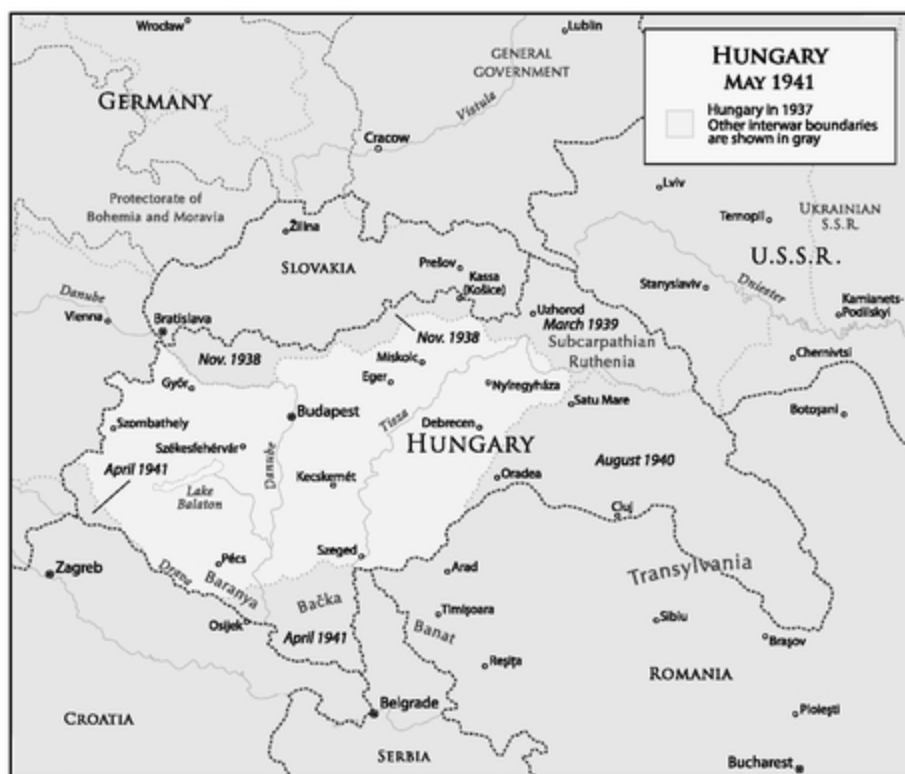 Wrocław
Lublin
GENERAL
GOVERNMENT
HUNGARY
MAY 1941
Hungary in 1937
Other interwar boundaries
are shown in gray
GERMANY
Vistula
Cracow
Lviv
Ternopil
UKRAINIAN
S.S.R.
U.S.S.R.
Protectorate of
Bohemia and Moravia
Žilina
SLOVAKIA
Prešov
Kassa
(Košice)
Stanyslaviv
Dniester
Kamianets-
Podilskyi
Danube
Vienna
Bratislava
Uzhorod
March 1939
Subcarpathian
Ruthenia
Nov. 1938
Nov. 1938
Chernivtsi
Miskolc
Eger
Győr
Nyíregyháza
Satu Mare
Botoşani
Budapest
Tisza
Szombathely
Debrecen
HUNGARY
Székesfehérvár
Danube
August 1940
April 1941
Kecskemét
Oradea
Lake
Balaton
Cluj
Szeged
Pécs
Zagreb
Drava
Baranya
Arad
Transylvania
Bačka
Timişoara
Banat
Sibiu
Osijek
April 1941
Braşov
Reşiţa
ROMANIA
Belgrade
CROATIA
Ploieşti
SERBIA
Bucharest